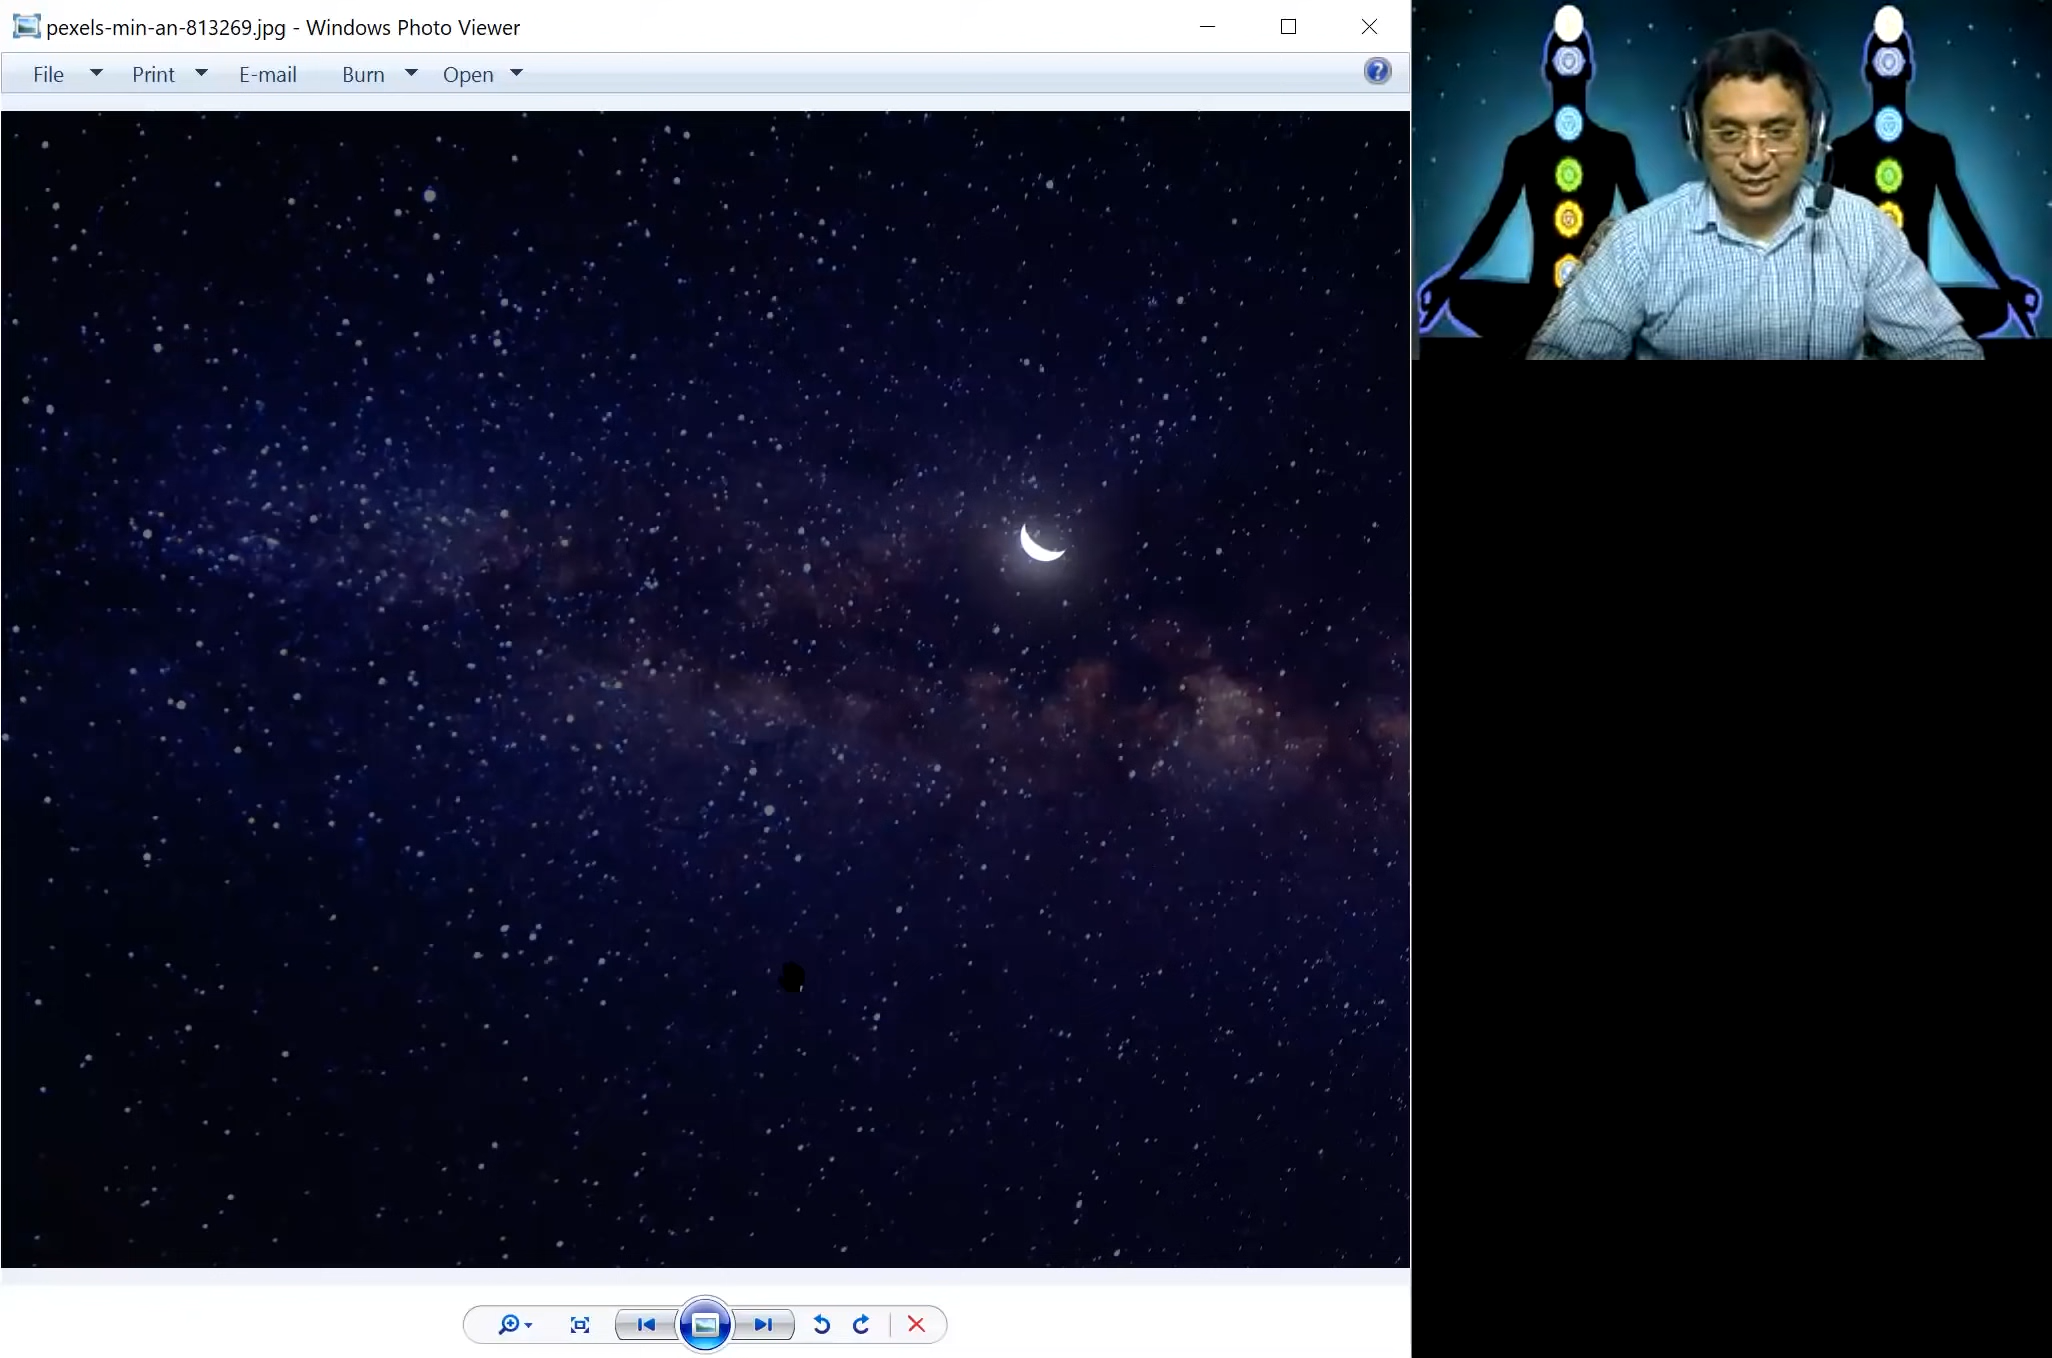 pexels-min-an-813269.jpg - Windows Photo Viewer
File Print E-mail Burn Open